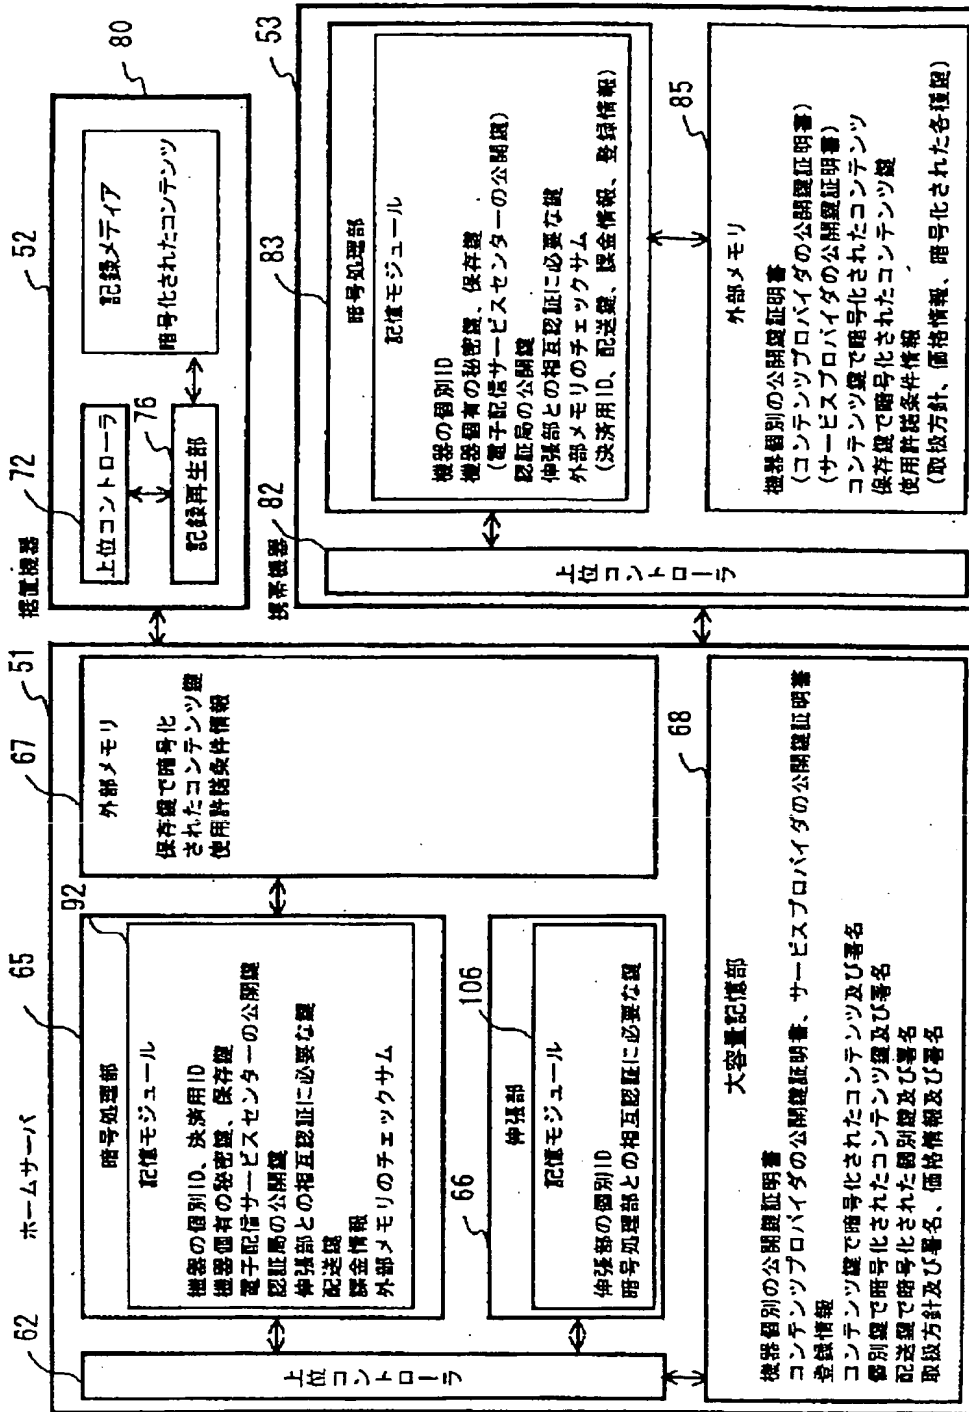 ホームサーバ
51
62
上位コントローラ
65
暗号処理部
92
記憶モジュール
機器の個別ID、決済用ID
機器個有の秘密鍵、保存鍵
電子配信サービスセンターの公開鍵
認証局の公開鍵
伸張部との相互認証に必要な鍵
配送鍵
課金情報
外部メモリのチェックサム
66
伸張部
106
記憶モジュール
伸張部の個別ID
暗号処理部との相互認証に必要な鍵
67
外部メモリ
保存鍵で暗号化
されたコンテンツ鍵
使用許諾条件情報
68
大容量記憶部
機器個別の公開鍵証明書
コンテンツプロバイダの公開鍵証明書、サービスプロバイダの公開鍵証明書
登録情報
コンテンツ鍵で暗号化されたコンテンツ及び署名
個別鍵で暗号化されたコンテンツ鍵及び署名
配送鍵で暗号化された個別鍵及び署名
取扱方針及び署名、価格情報及び署名
据置機器
52
72
上位コントローラ
76
記録再生部
80
記録メディア
暗号化されたコンテンツ
携帯機器
53
82
上位コントローラ
83
暗号処理部
記憶モジュール
機器の個別ID
機器個有の秘密鍵、保存鍵
(電子配信サービスセンターの公開鍵)
認証局の公開鍵
伸張部との相互認証に必要な鍵
外部メモリのチェックサム
(決済用ID、配送鍵、課金情報、登録情報)
85
外部メモリ
機器個別の公開鍵証明書
(コンテンツプロバイダの公開鍵証明書)
(サービスプロバイダの公開鍵証明書)
コンテンツ鍵で暗号化されたコンテンツ
保存鍵で暗号化されたコンテンツ鍵
使用許諾条件情報
(取扱方針、価格情報、暗号化された各種鍵)